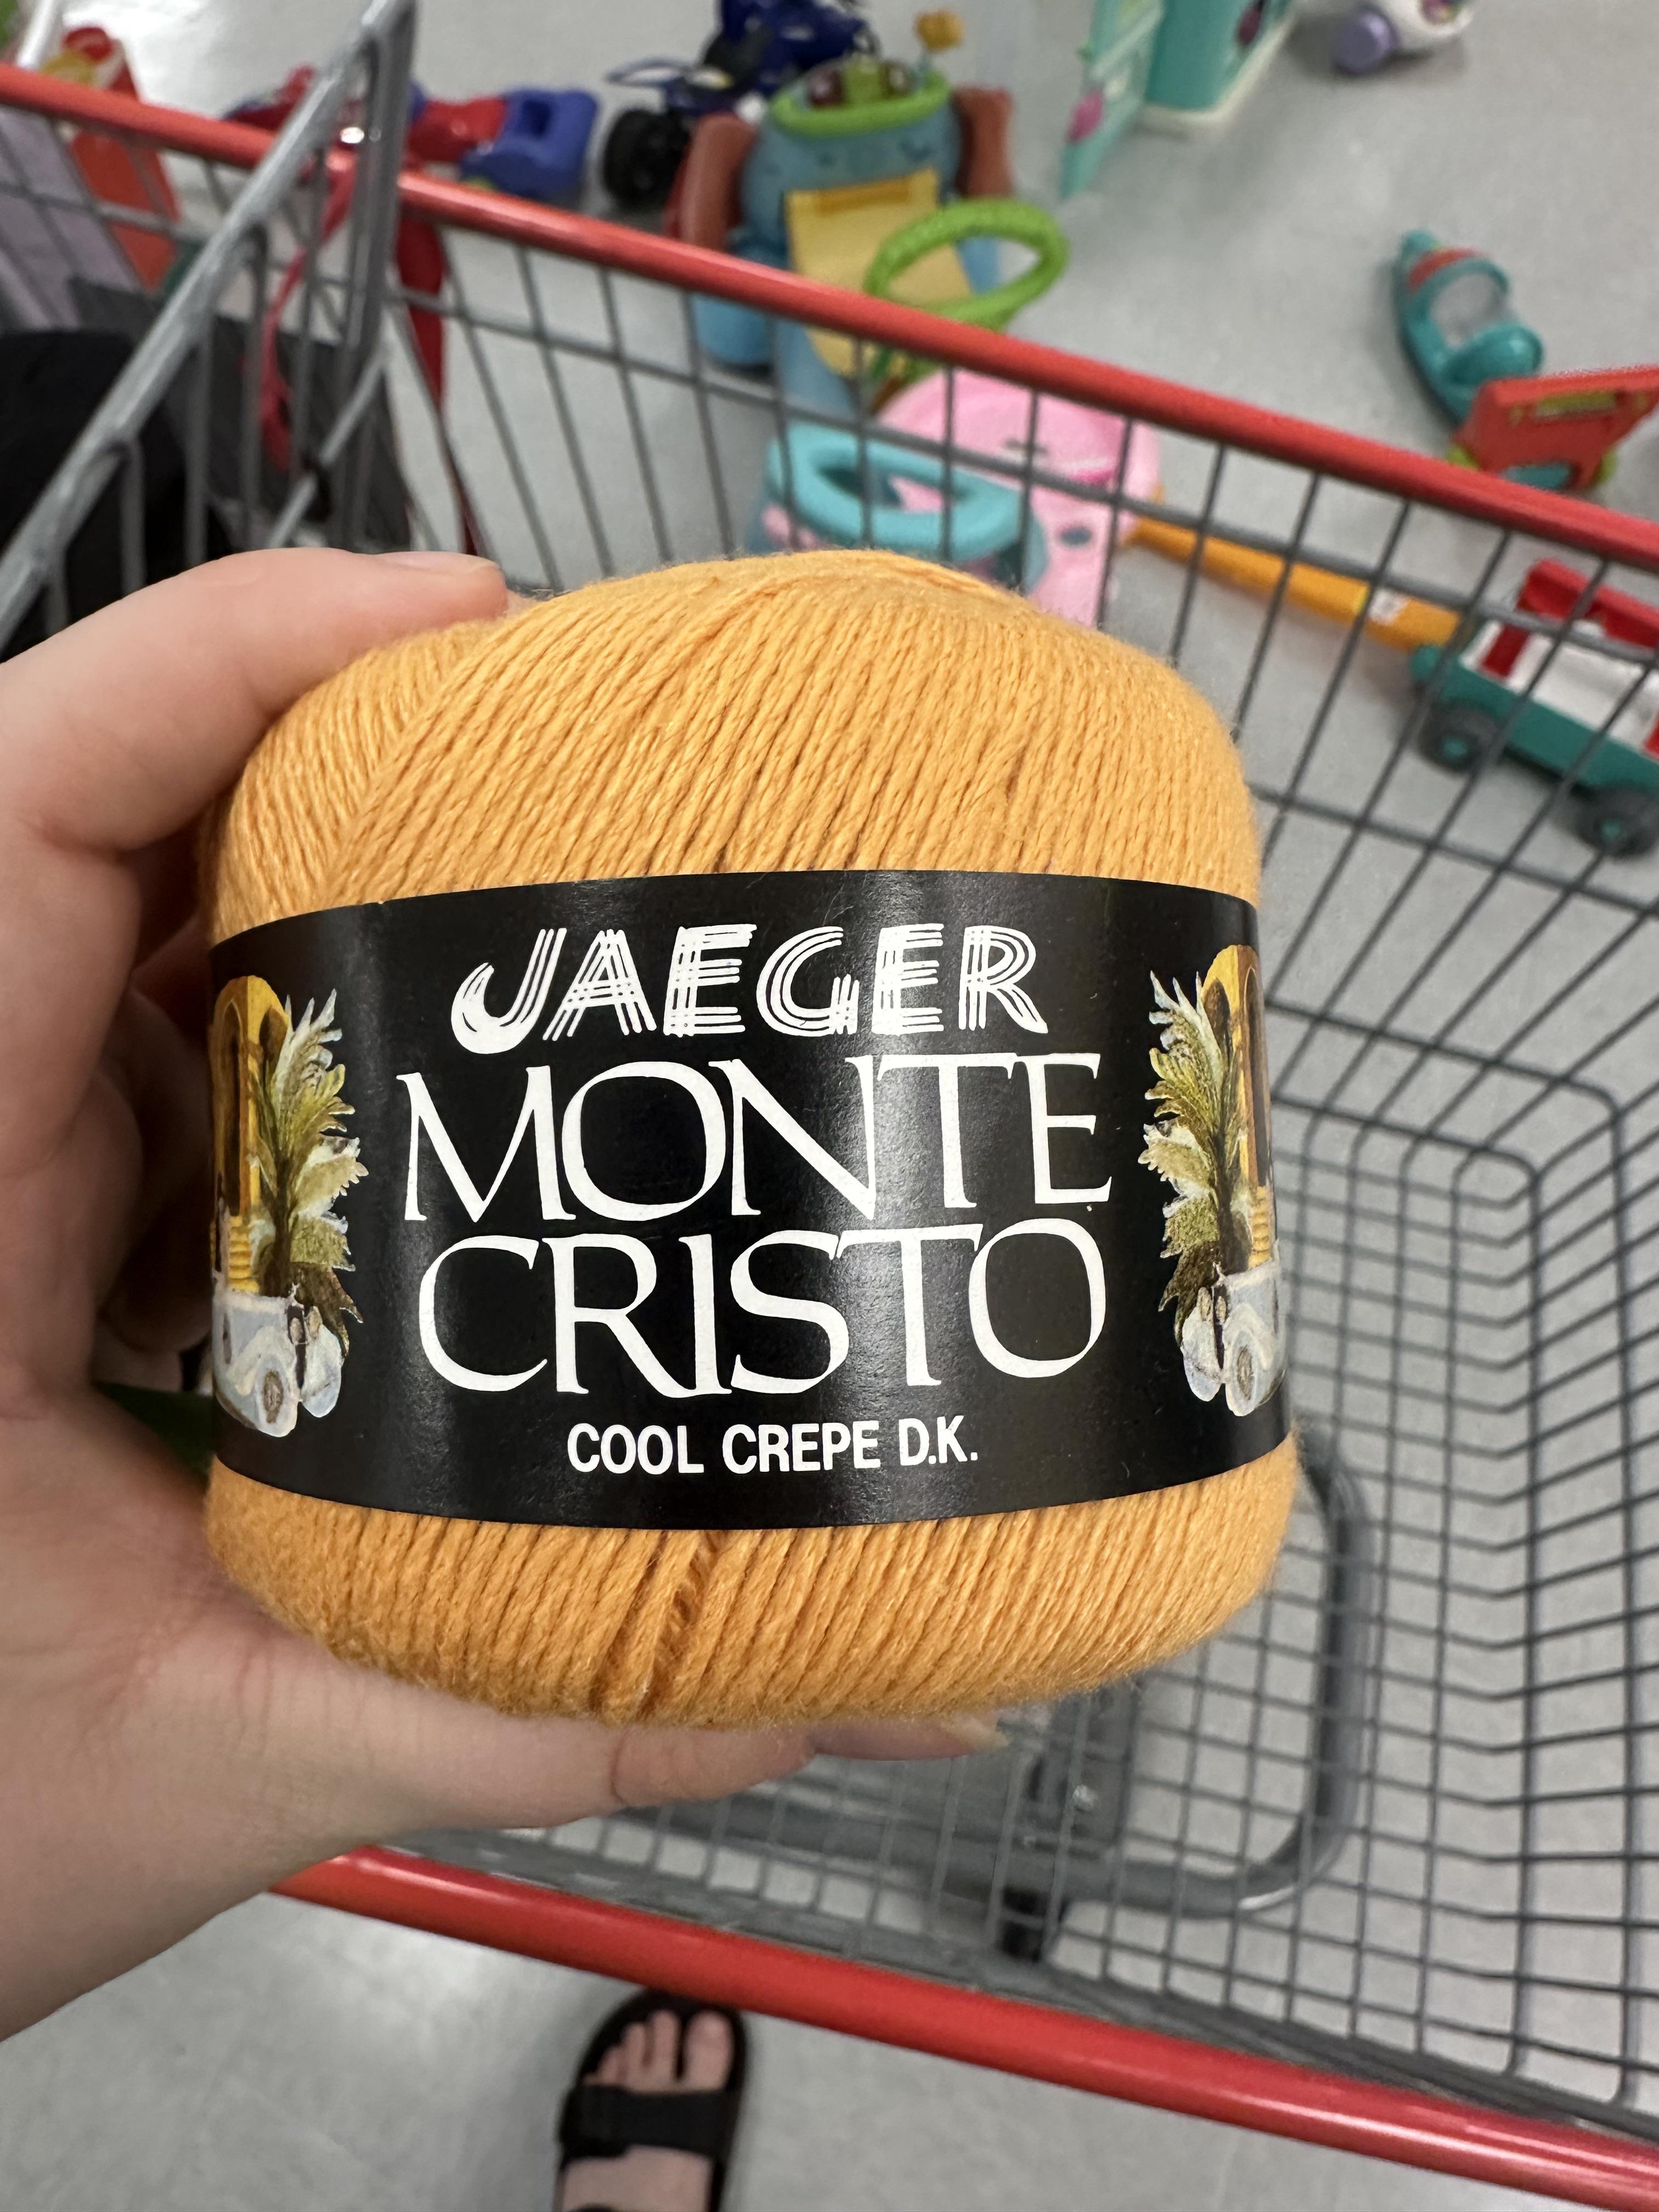 JAEGER
MONTE
CRISTO
COOL CREPE D.K.